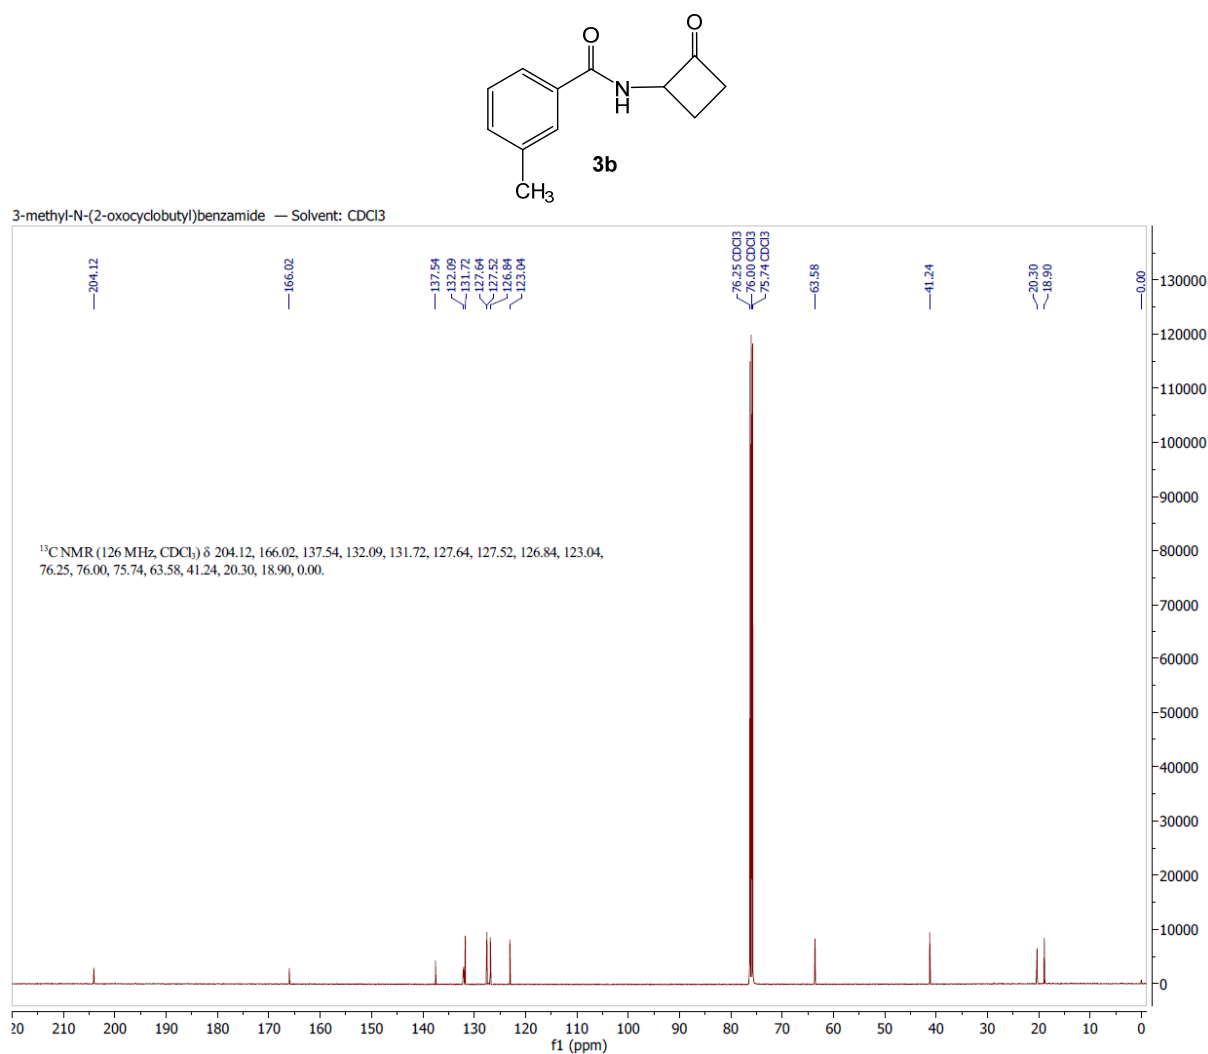 O
O
N
H
3b
CH3
3-methyl-N-(2-oxocyclobutyl)benzamide — Solvent: CDCl3
204.12
166.02
137.54
132.09
131.72
127.64
127.52
126.84
123.04
76.25 CDCl3
76.00 CDCl3
75.74 CDCl3
63.58
41.24
20.30
18.90
0.00
130000
120000
110000
100000
90000
80000
70000
60000
50000
40000
30000
20000
10000
0
¹³C NMR (126 MHz, CDCl₃) δ 204.12, 166.02, 137.54, 132.09, 131.72, 127.64, 127.52, 126.84, 123.04,
76.25, 76.00, 75.74, 63.58, 41.24, 20.30, 18.90, 0.00.
20 210 200 190 180 170 160 150 140 130 120 110 100 90 80 70 60 50 40 30 20 10 0
f1 (ppm)